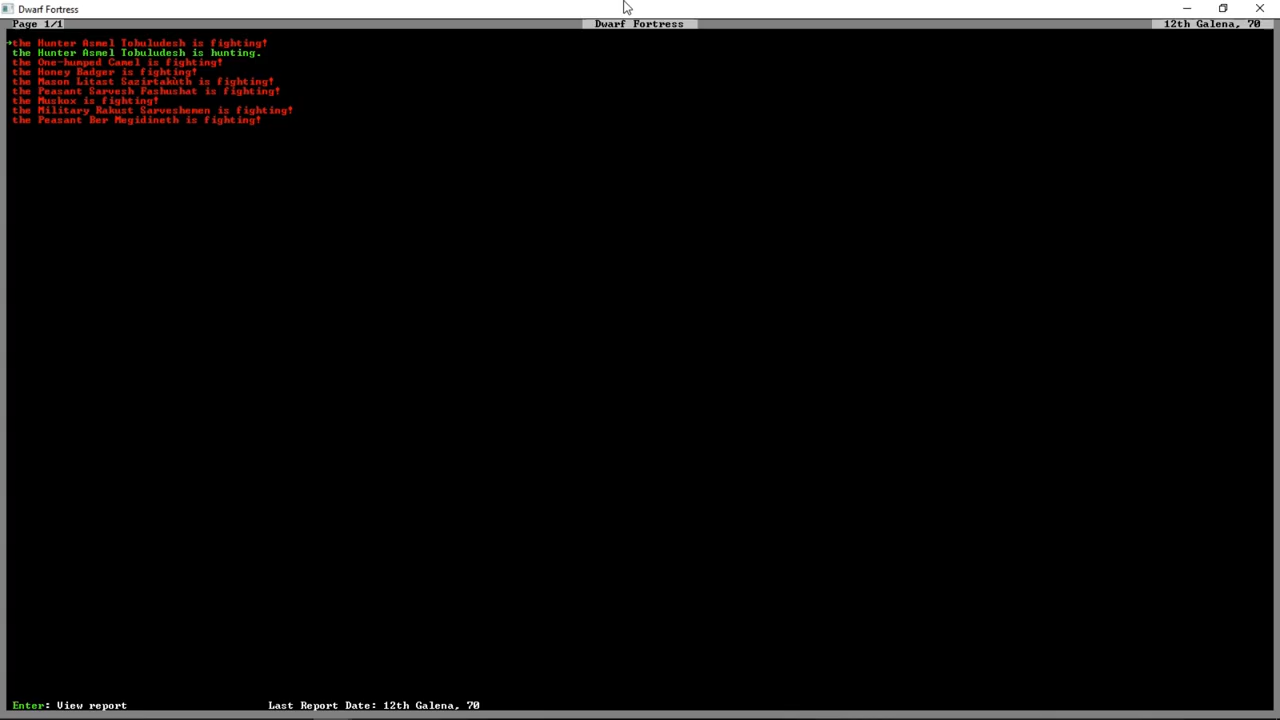 Dwarf Fortress
Page 1/1 Dwarf Fortress 12th Galena, 70
→the Hunter Asmel Tobuludesh is fighting!
the Hunter Asmel Tobuludesh is hunting.
the One-humped Camel is fighting!
the Honey Badger is fighting!
the Mason Litast Sazirtakùth is fighting!
the Peasant Sarvesh Fashushat is fighting!
the Muskox is fighting!
the Military Rakust Sarveshemen is fighting!
the Peasant Ber Megidineth is fighting!
Enter: View report Last Report Date: 12th Galena, 70